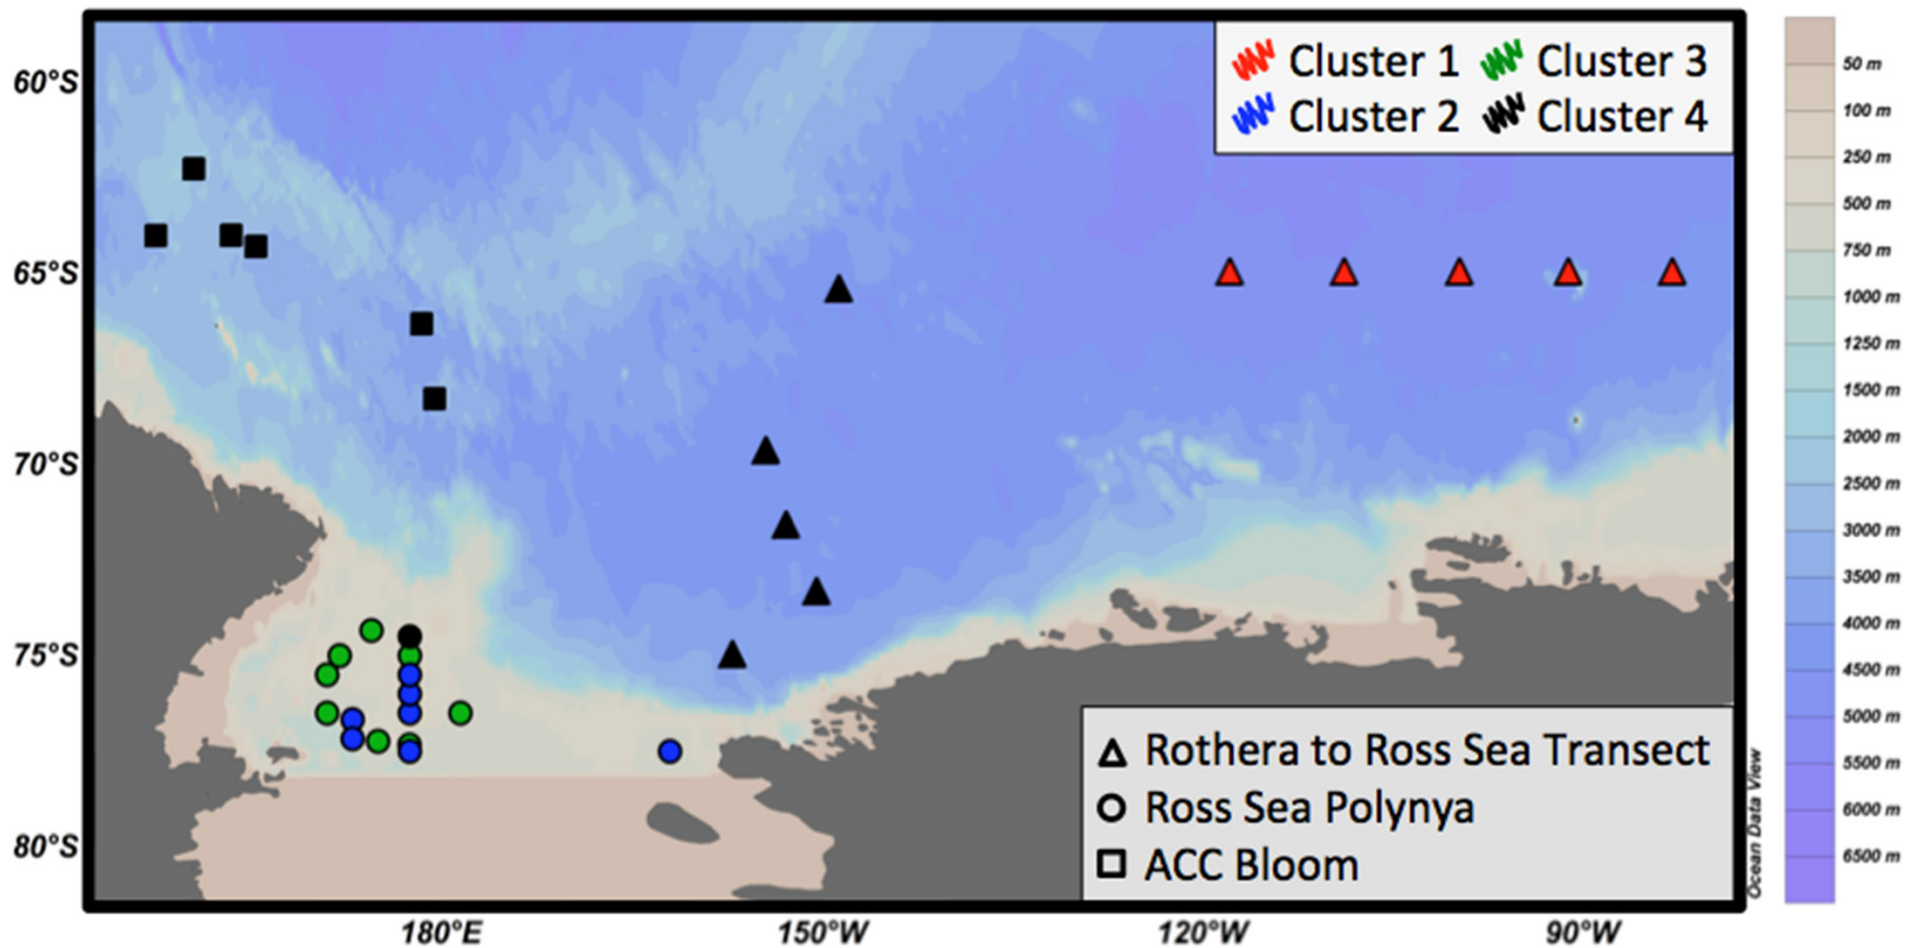 Cluster 1 Cluster 3
Cluster 2 Cluster 4
60°S
65°S
70°S
75°S
80°S
180°E
150°W
120°W
90°W
Rothera to Ross Sea Transect
Ross Sea Polynya
ACC Bloom
Ocean Data View
50 m
100 m
250 m
500 m
750 m
1000 m
1250 m
1500 m
2000 m
2500 m
3000 m
3500 m
4000 m
4500 m
5000 m
5500 m
6000 m
6500 m